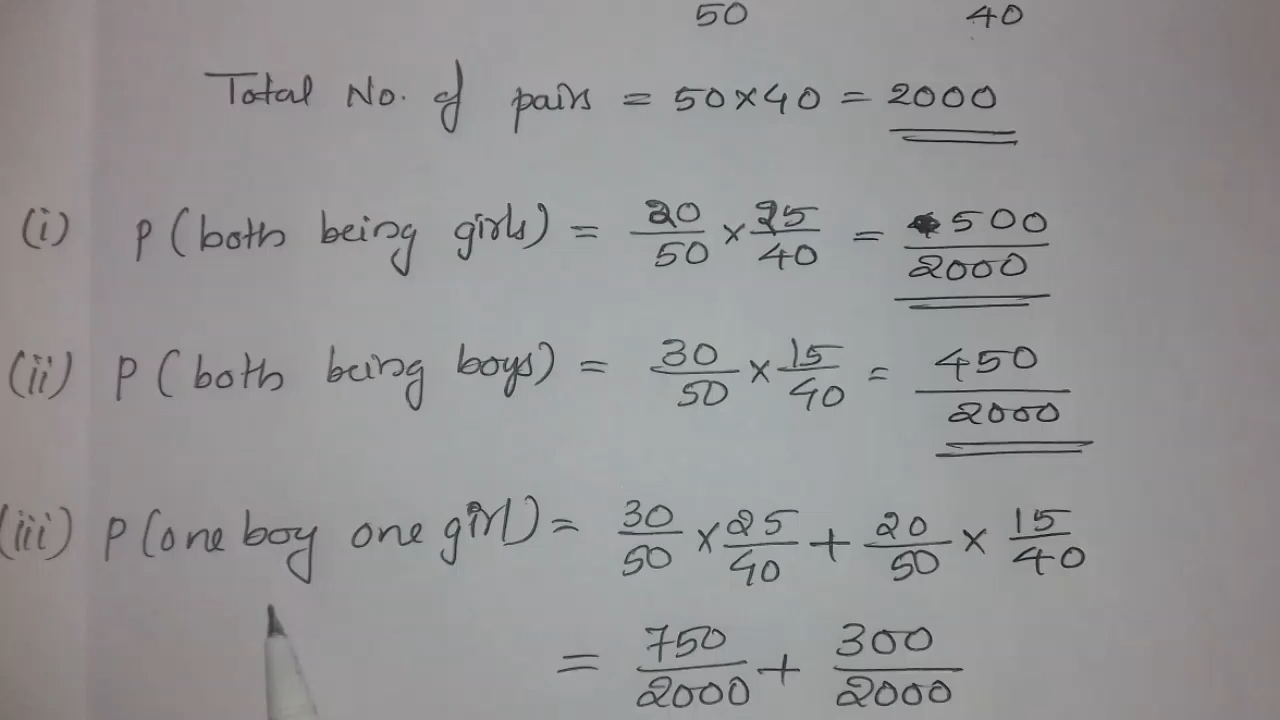 50 40
Total No. of pairs = 50×40 = 2000
(i) P (both being girls) = 20/50 × 25/40 = 500/2000
(ii) P (both being boys) = 30/50 × 15/40 = 450/2000
(iii) P (one boy one girl) = 30/50 × 25/40 + 20/50 × 15/40
= 750/2000 + 300/2000